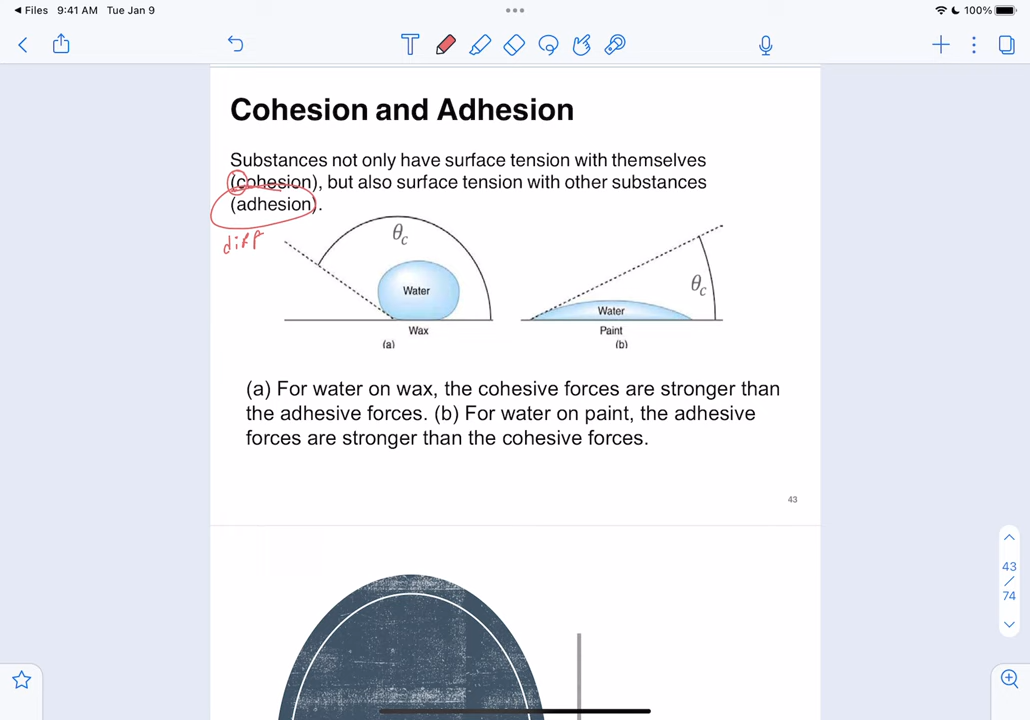 Files 9:41 AM Tue Jan 9
100%
Cohesion and Adhesion
Substances not only have surface tension with themselves
(cohesion), but also surface tension with other substances
(adhesion).
diff
θc
θc
Water
Water
Wax
Paint
(a)
(b)
(a) For water on wax, the cohesive forces are stronger than
the adhesive forces. (b) For water on paint, the adhesive
forces are stronger than the cohesive forces.
43
43
/
74